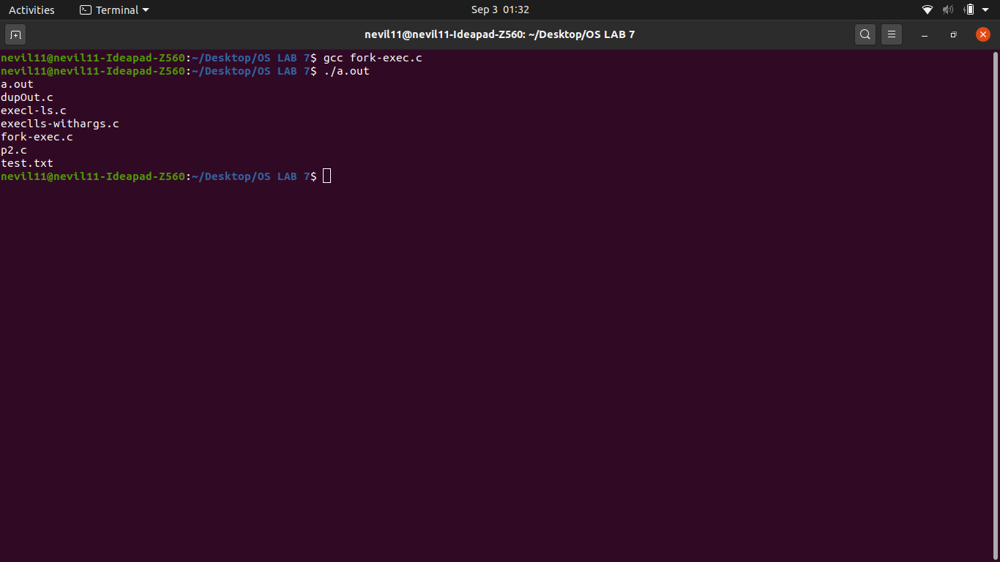 Activities Terminal Sep 3 01:32
nevil11@nevil11-Ideapad-Z560: ~/Desktop/OS LAB 7
nevil11@nevil11-Ideapad-Z560:~/Desktop/OS LAB 7$ gcc fork-exec.c
nevil11@nevil11-Ideapad-Z560:~/Desktop/OS LAB 7$ ./a.out
a.out
dupOut.c
execl-ls.c
execlls-withargs.c
fork-exec.c
p2.c
test.txt
nevil11@nevil11-Ideapad-Z560:~/Desktop/OS LAB 7$